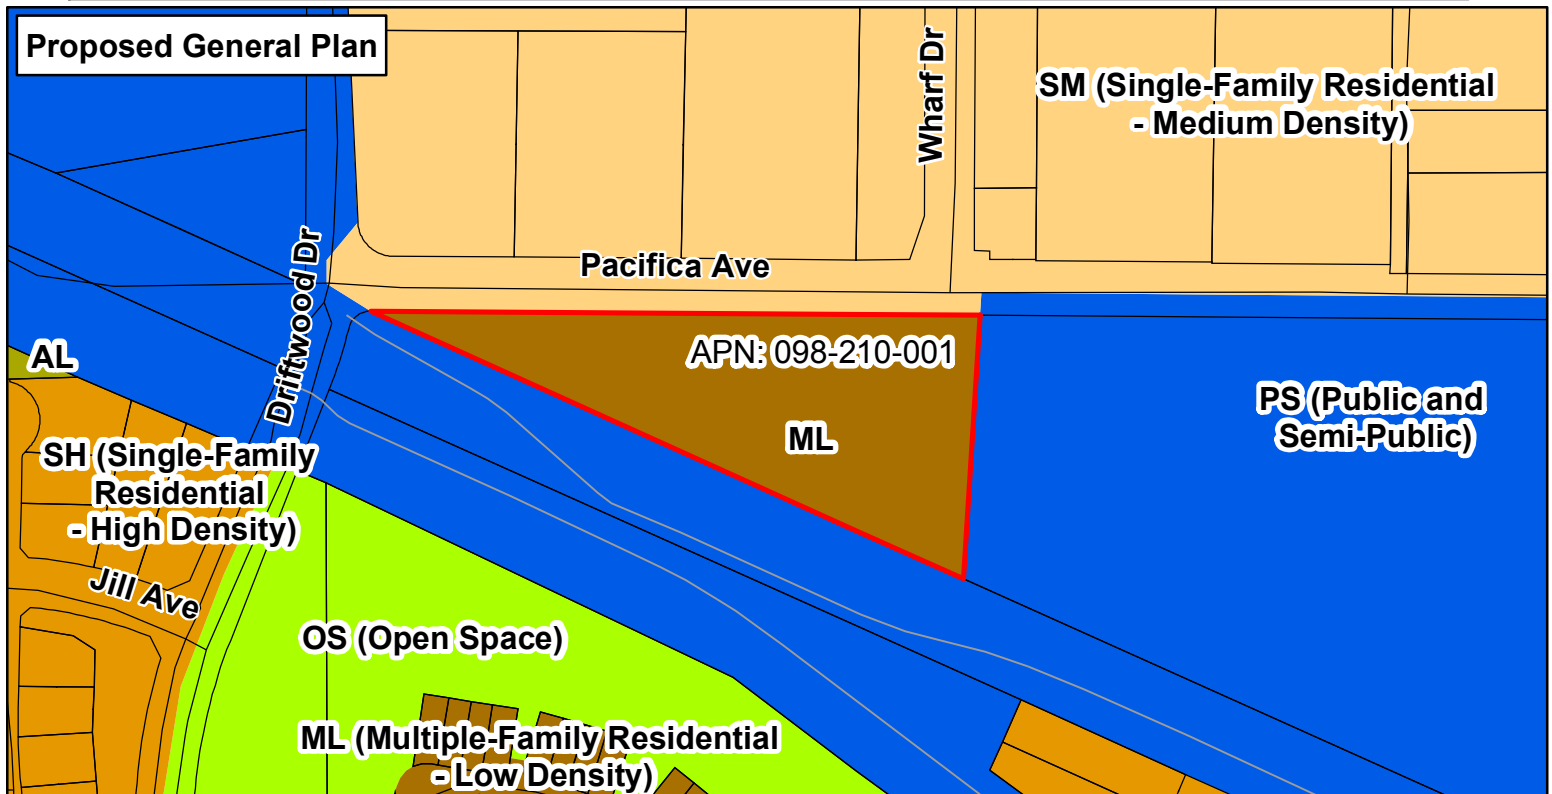 Proposed General Plan
Wharf Dr
SM (Single-Family Residential
- Medium Density)
Pacifica Ave
Driftwood Dr
APN: 098-210-001
AL
ML
PS (Public and
Semi-Public)
SH (Single-Family
Residential
- High Density)
Jill Ave
OS (Open Space)
ML (Multiple-Family Residential
- Low Density)